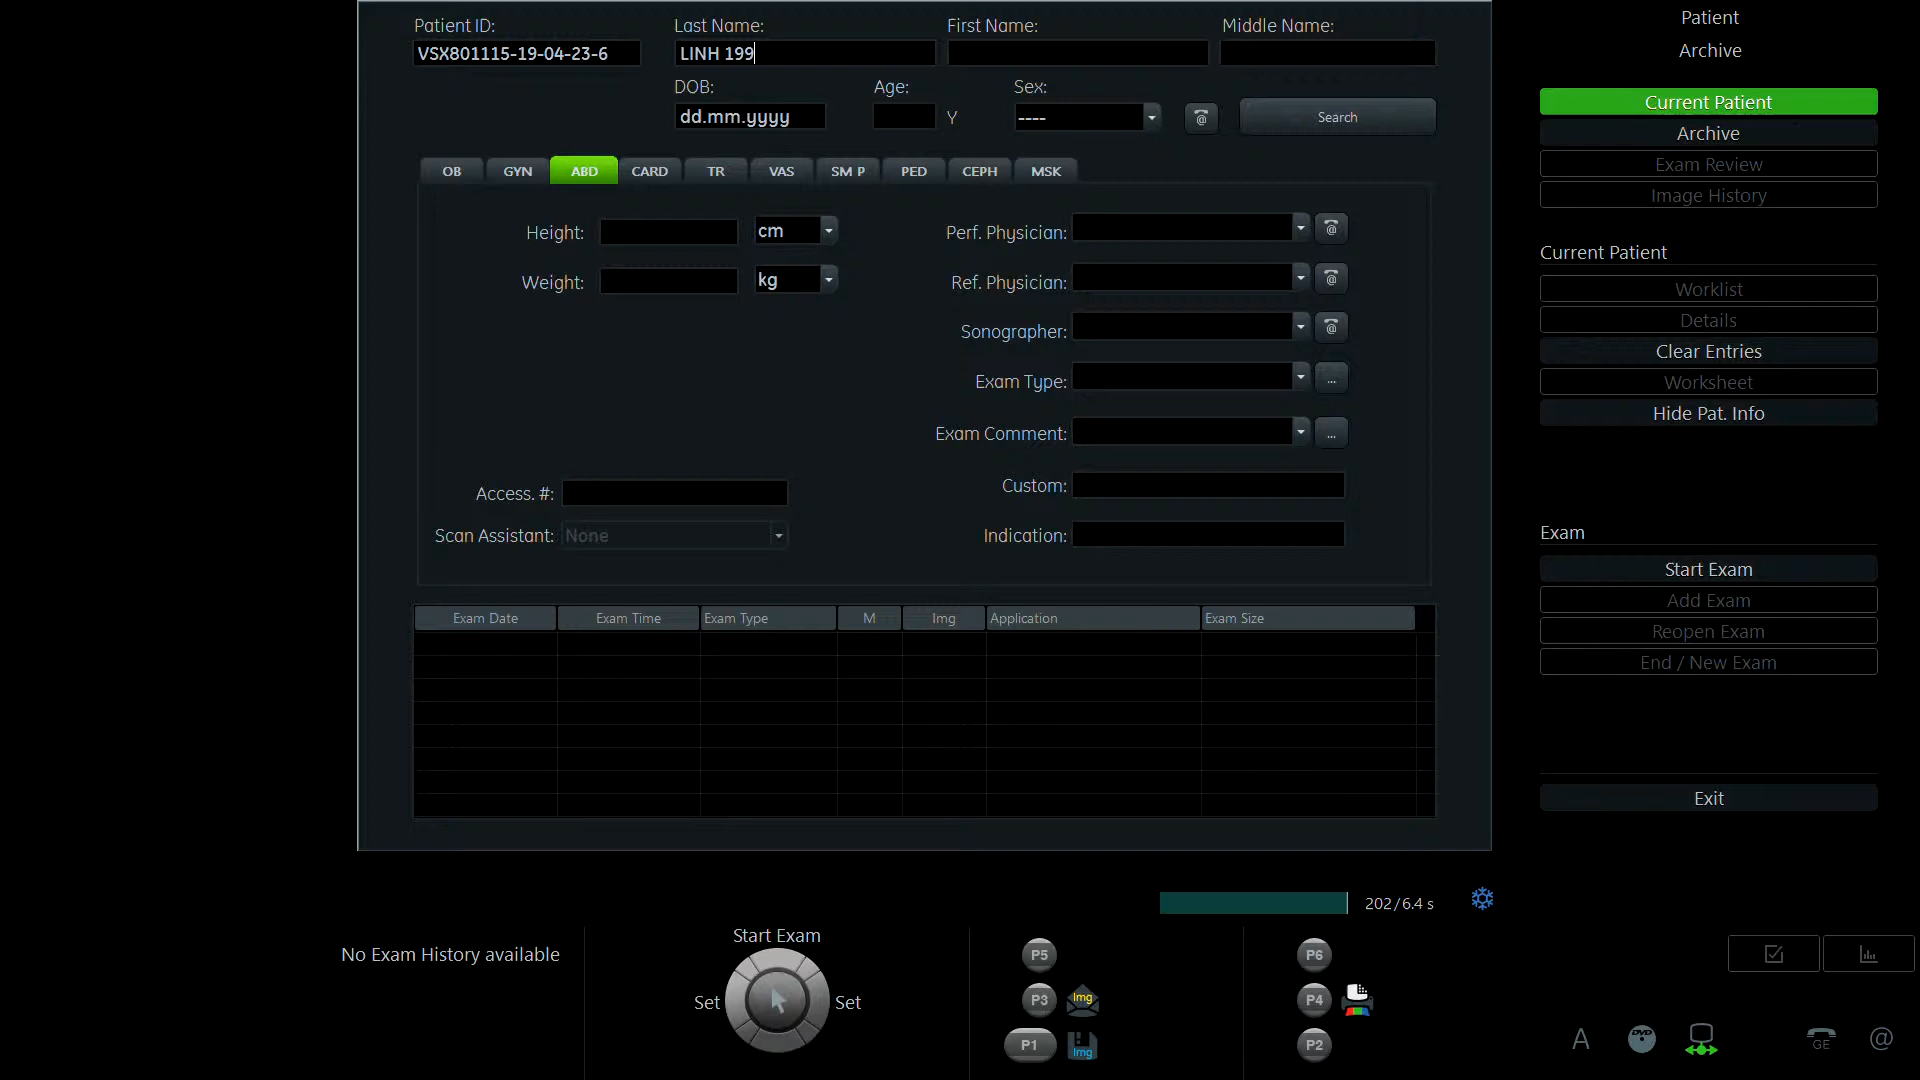 Patient ID: Last Name: First Name: Middle Name:
VSX801115-19-04-23-6 LINH 199
DOB: Age: Sex:
dd.mm.yyyy Y ---- @ Search
OB GYN ABD CARD TR VAS SM P PED CEPH MSK
Height: cm Perf. Physician: @
Weight: kg Ref. Physician: @
Sonographer: @
Exam Type: ...
Exam Comment: ...
Access. #: Custom:
Scan Assistant: None Indication:
Exam Date Exam Time Exam Type M Img Application Exam Size
Patient
Archive
Current Patient
Archive
Exam Review
Image History
Current Patient
Worklist
Details
Clear Entries
Worksheet
Hide Pat. Info
Exam
Start Exam
Add Exam
Reopen Exam
End / New Exam
Exit
202/6.4 s
No Exam History available
Start Exam
Set Set
P5
P3 Img
P1 Img
P6
P4
P2
A DVD GE @